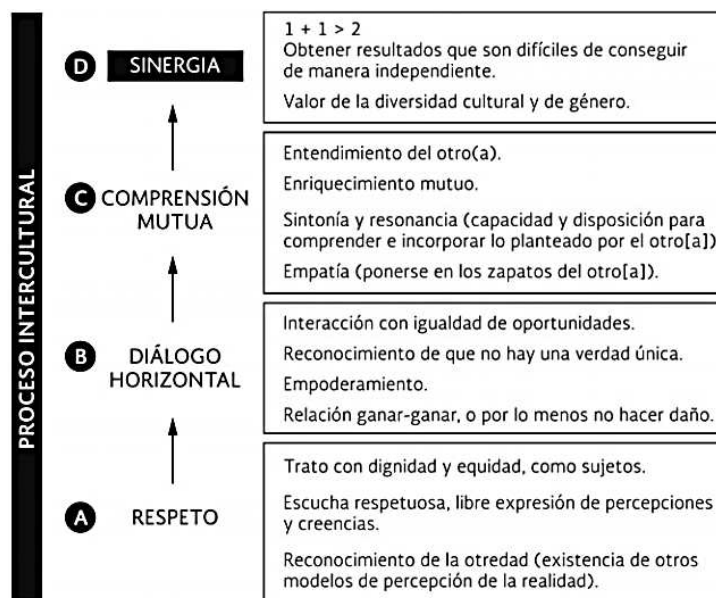 PROCESO INTERCULTURAL
D SINERGIA
1 + 1 > 2
Obtener resultados que son difíciles de conseguir
de manera independiente.
Valor de la diversidad cultural y de género.
C COMPRENSIÓN
MUTUA
Entendimiento del otro(a).
Enriquecimiento mutuo.
Sintonía y resonancia (capacidad y disposición para
comprender e incorporar lo planteado por el otro[a])
Empatía (ponerse en los zapatos del otro[a]).
B DIÁLOGO
HORIZONTAL
Interacción con igualdad de oportunidades.
Reconocimiento de que no hay una verdad única.
Empoderamiento.
Relación ganar-ganar, o por lo menos no hacer daño.
A RESPETO
Trato con dignidad y equidad, como sujetos.
Escucha respetuosa, libre expresión de percepciones
y creencias.
Reconocimiento de la otredad (existencia de otros
modelos de percepción de la realidad).